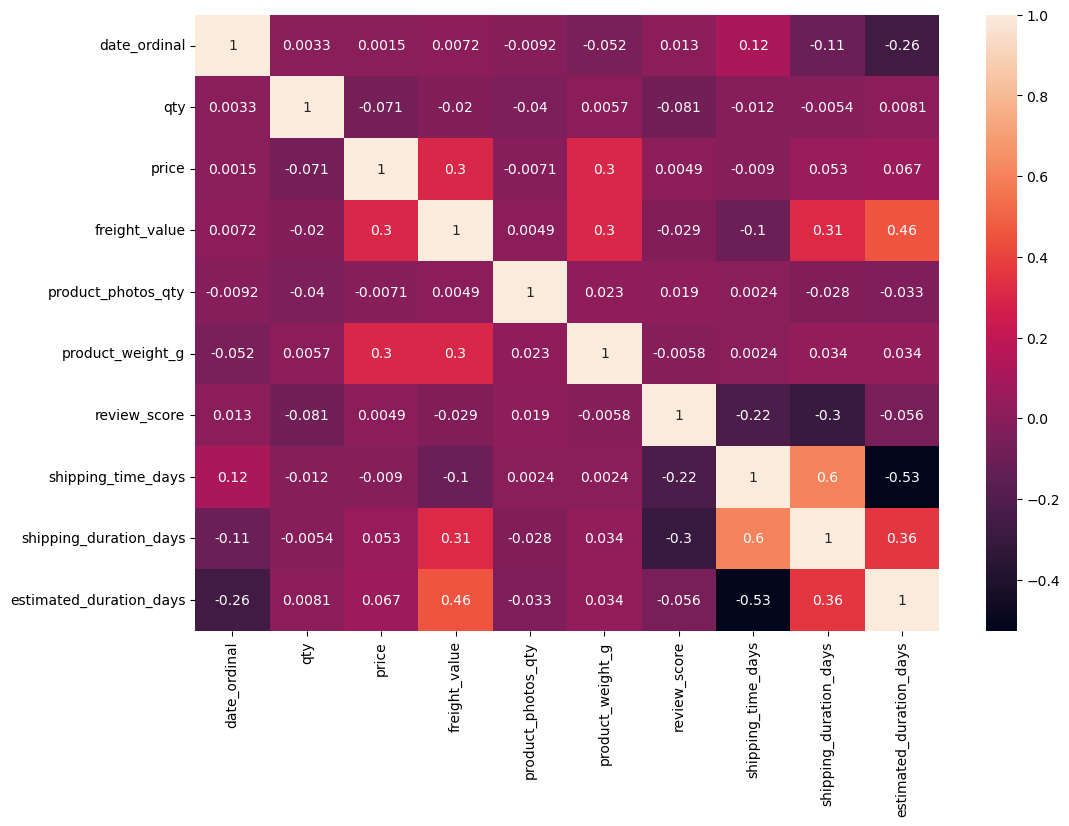 date_ordinal 1 0.0033 0.0015 0.0072 -0.0092 -0.052 0.013 0.12 -0.11 -0.26
qty 0.0033 1 -0.071 -0.02 -0.04 0.0057 -0.081 -0.012 -0.0054 0.0081
price 0.0015 -0.071 1 0.3 -0.0071 0.3 0.0049 -0.009 0.053 0.067
freight_value 0.0072 -0.02 0.3 1 0.0049 0.3 -0.029 -0.1 0.31 0.46
product_photos_qty -0.0092 -0.04 -0.0071 0.0049 1 0.023 0.019 0.0024 -0.028 -0.033
product_weight_g -0.052 0.0057 0.3 0.3 0.023 1 -0.0058 0.0024 0.034 0.034
review_score 0.013 -0.081 0.0049 -0.029 0.019 -0.0058 1 -0.22 -0.3 -0.056
shipping_time_days 0.12 -0.012 -0.009 -0.1 0.0024 0.0024 -0.22 1 0.6 -0.53
shipping_duration_days -0.11 -0.0054 0.053 0.31 -0.028 0.034 -0.3 0.6 1 0.36
estimated_duration_days -0.26 0.0081 0.067 0.46 -0.033 0.034 -0.056 -0.53 0.36 1
date_ordinal
qty
price
freight_value
product_photos_qty
product_weight_g
review_score
shipping_time_days
shipping_duration_days
estimated_duration_days
1.0
0.8
0.6
0.4
0.2
0.0
−0.2
−0.4